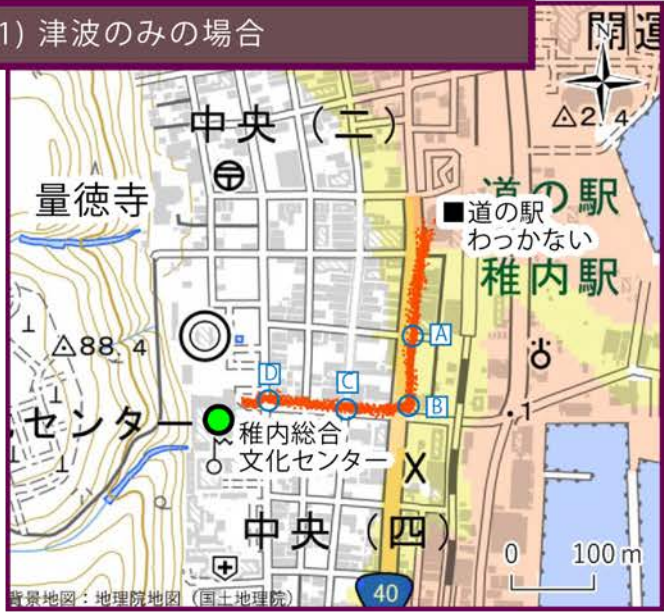 1) 津波のみの場合
開運
N
中央（二）
2.4
量徳寺
道の駅
■道の駅
わっかない
稚内駅
A
88.4
D
C
B
センター
稚内総合
文化センター
1
中央（四）
0 100 m
40
背景地図：地理院地図（国土地理院）